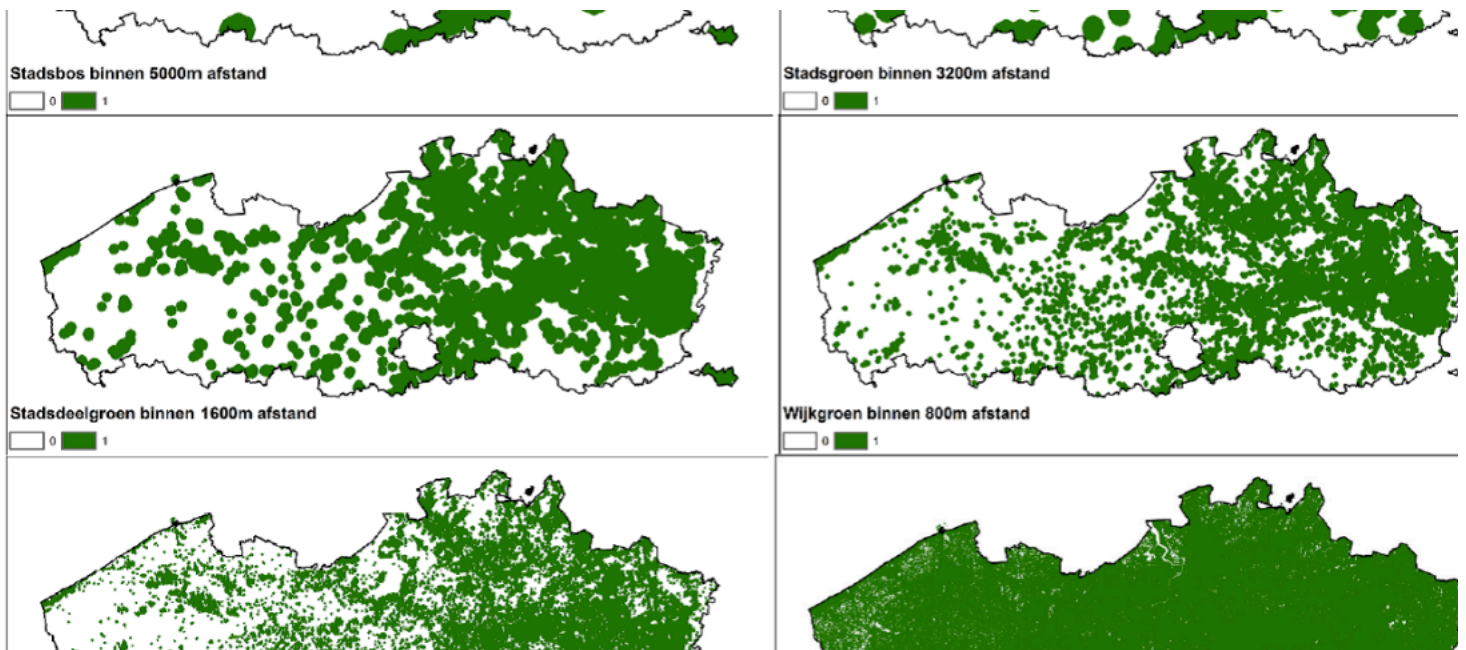 Stadsbos binnen 5000m afstand
0 1
Stadsgroen binnen 3200m afstand
0 1
Stadsdeelgroen binnen 1600m afstand
0 1
Wijkgroen binnen 800m afstand
0 1